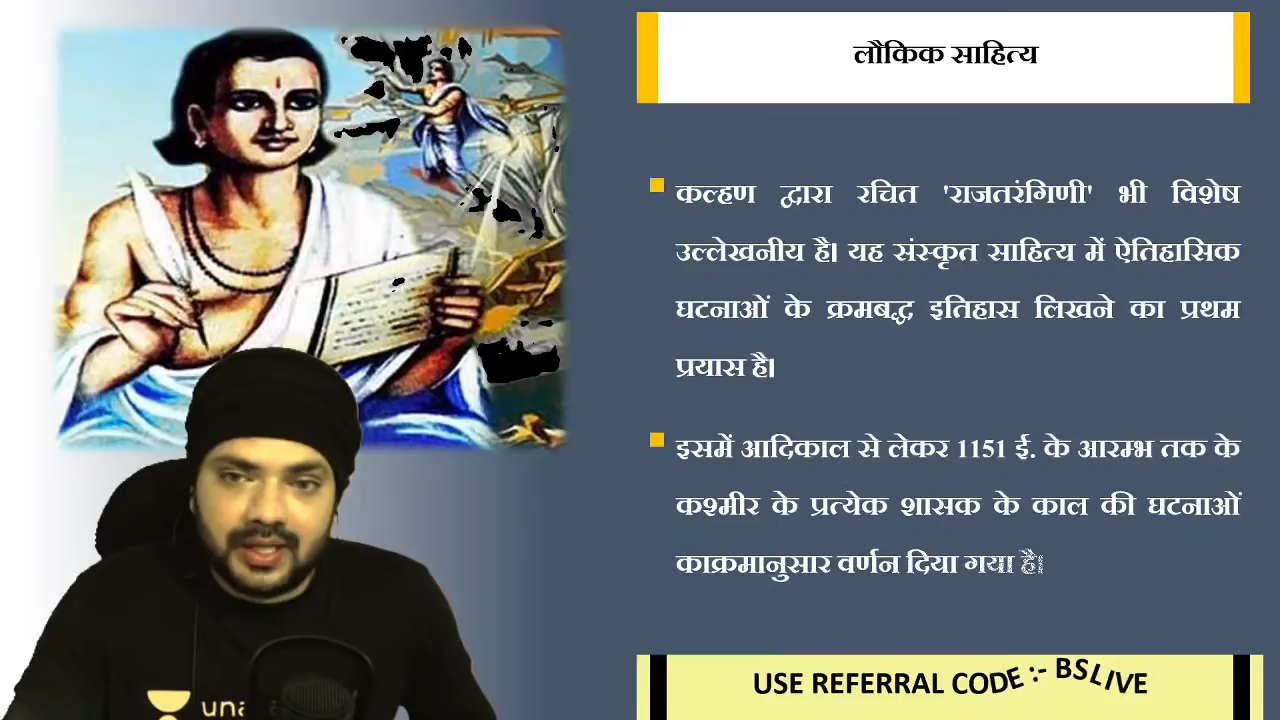 लौकिक साहित्य
कल्हण द्वारा रचित 'राजतरंगिणी' भी विशेष
उल्लेखनीय है। यह संस्कृत साहित्य में ऐतिहासिक
घटनाओं के क्रमबद्ध इतिहास लिखने का प्रथम
प्रयास है।
इसमें आदिकाल से लेकर 1151 ई. के आरम्भ तक के
कश्मीर के प्रत्येक शासक के काल की घटनाओं
काक्रमानुसार वर्णन दिया गया है।
USE REFERRAL CODE :- BSLIVE
una